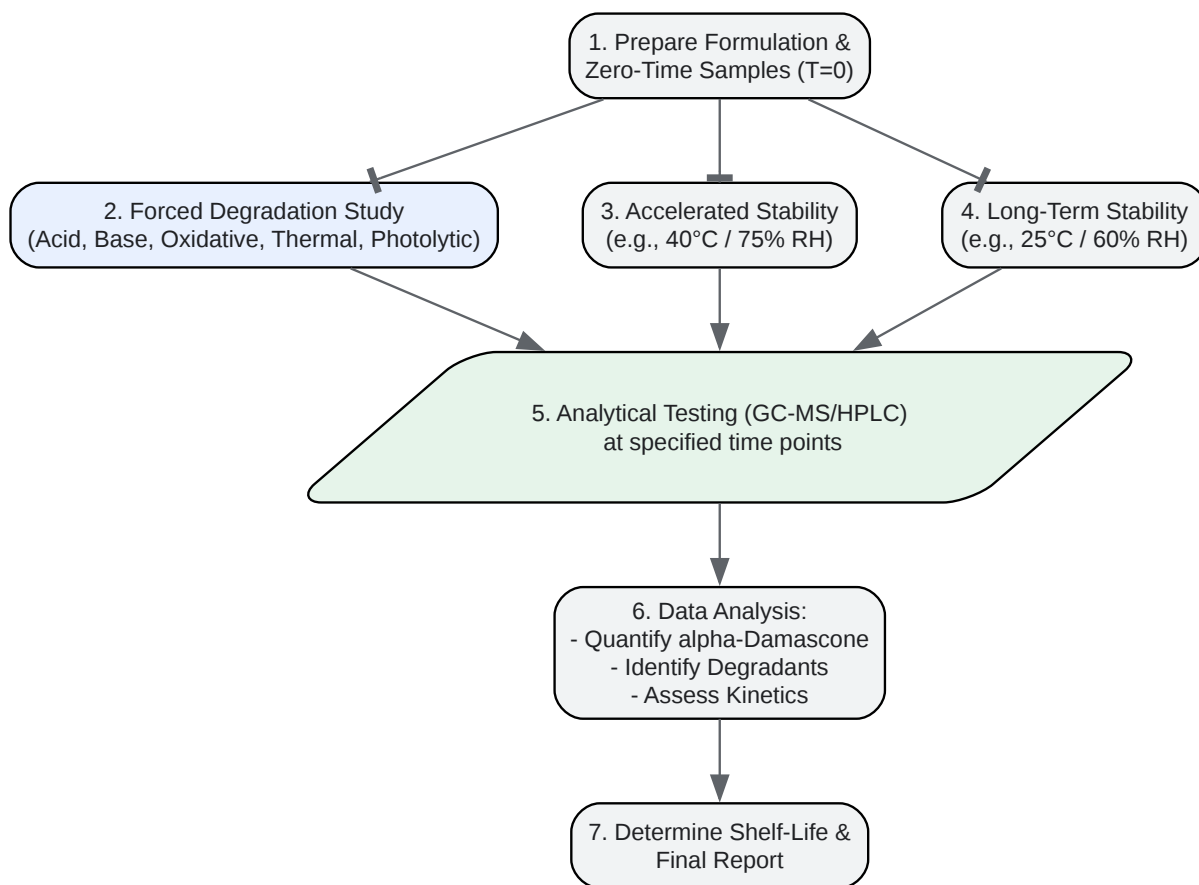 1. Prepare Formulation &
Zero-Time Samples (T=0)
2. Forced Degradation Study
(Acid, Base, Oxidative, Thermal, Photolytic)
3. Accelerated Stability
(e.g., 40°C / 75% RH)
4. Long-Term Stability
(e.g., 25°C / 60% RH)
5. Analytical Testing (GC-MS/HPLC)
at specified time points
6. Data Analysis:
- Quantify alpha-Damascone
- Identify Degradants
- Assess Kinetics
7. Determine Shelf-Life &
Final Report